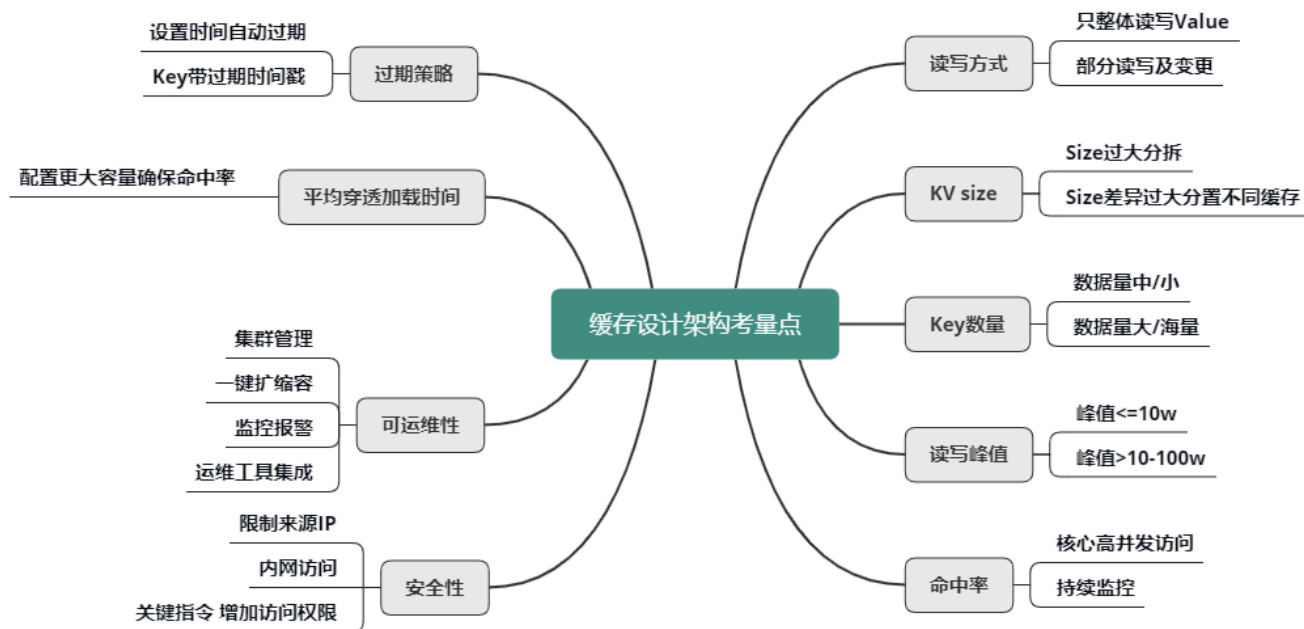 缓存设计架构考量点
读写方式
只整体读写Value
部分读写及变更
KV size
Size过大分拆
Size差异过大分置不同缓存
Key数量
数据量中/小
数据量大/海量
读写峰值
峰值<=10w
峰值>10-100w
命中率
核心高并发访问
持续监控
过期策略
设置时间自动过期
Key带过期时间戳
平均穿透加载时间
配置更大容量确保命中率
可运维性
集群管理
一键扩缩容
监控报警
运维工具集成
安全性
限制来源IP
内网访问
关键指令 增加访问权限